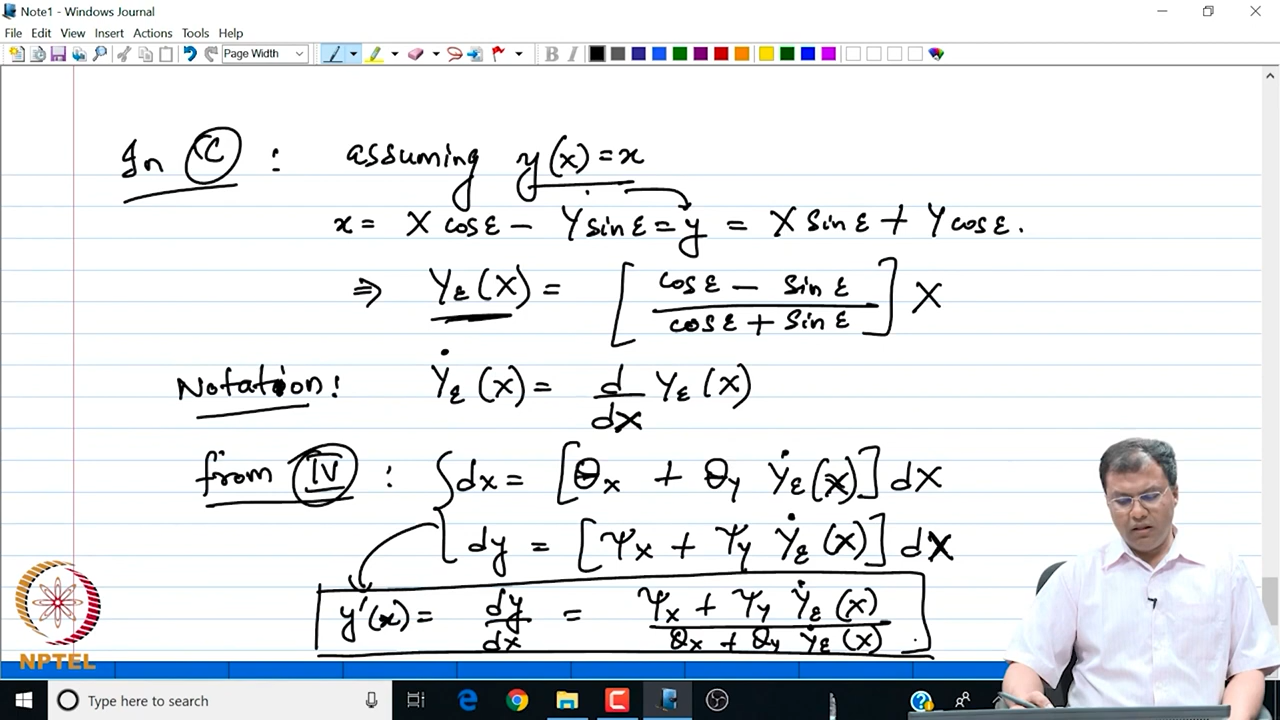 Note1 - Windows Journal
File Edit View Insert Actions Tools Help
Page Width
In (C) : assuming y(x) = x
x = X cos ε − Y sin ε = y = X sin ε + Y cos ε.
⇒ Y_ε(X) = [ (cos ε − sin ε) / (cos ε + sin ε) ] X
Notation: Ẏ_ε(X) = d/dX Y_ε(X)
from (IV) : { dx = [θ_X + θ_Y Ẏ_ε(X)] dX
dy = [Ψ_X + Ψ_Y Ẏ_ε(X)] dX
y'(x) = dy/dx = (Ψ_X + Ψ_Y Ẏ_ε(X)) / (θ_X + θ_Y Ẏ_ε(X)).
NPTEL
Type here to search